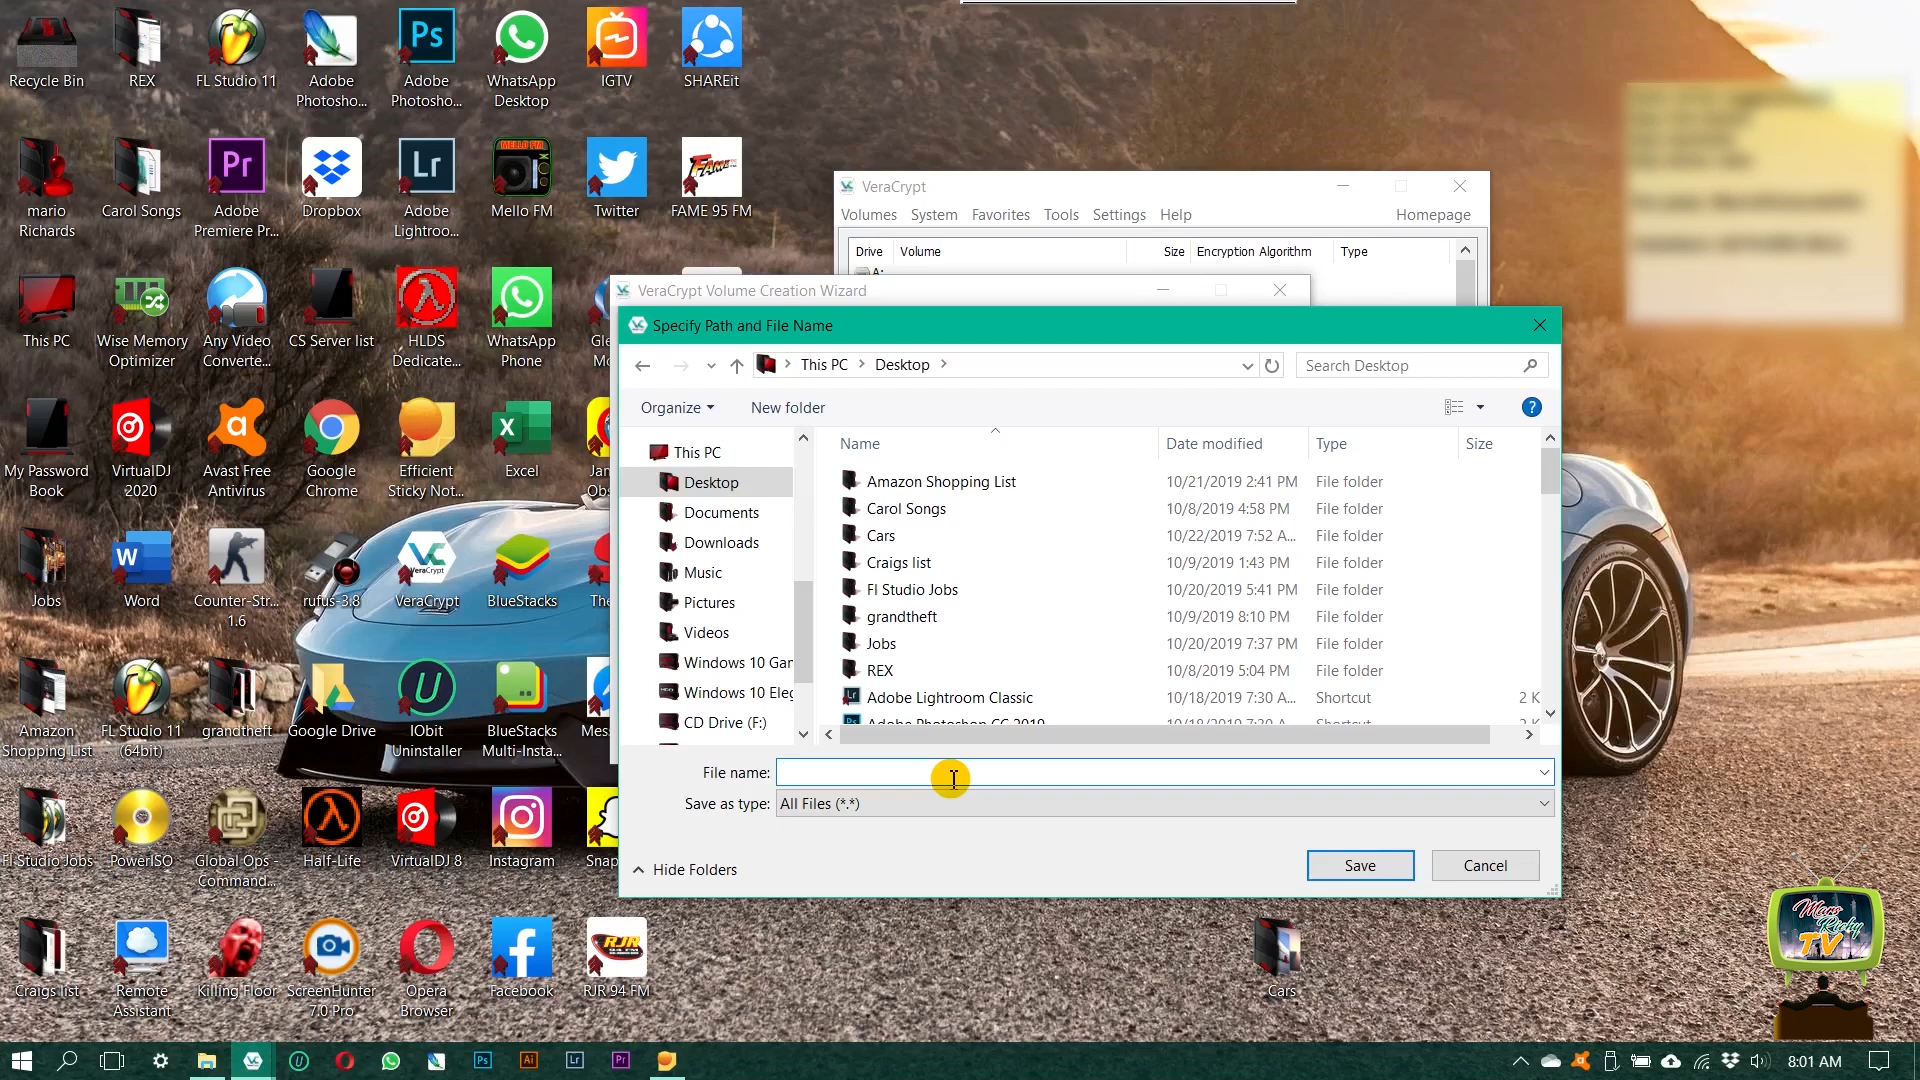 Recycle Bin
REX
FL Studio 11
Adobe
Photosho...
Adobe
Photosho...
WhatsApp
Desktop
IGTV
SHAREit
mario
Richards
Carol Songs
Adobe
Premiere Pr...
Dropbox
Adobe
Lightroo...
MELLO FM
Mello FM
Twitter
FAME 95 FM
This PC
Wise Memory
Optimizer
Any Video
Converte...
CS Server list
HLDS
Dedicate...
WhatsApp
Phone
Gle
Mo
My Password
Book
VirtualDJ
2020
Avast Free
Antivirus
Google
Chrome
Efficient
Sticky Not...
Excel
Jan
Obs
Jobs
Word
Counter-Str...
1.6
rufus-3.8
VeraCrypt
VeraCrypt
BlueStacks
The
Amazon
Shopping List
FL Studio 11
(64bit)
grandtheft
Google Drive
IObit
Uninstaller
BlueStacks
Multi-Insta...
Mes
Fl Studio Jobs
PowerISO
Global Ops -
Command...
Half-Life
VirtualDJ 8
Instagram
Snap
Craigs list
Remote
Assistant
Killing Floor
ScreenHunter
7.0 Pro
Opera
Browser
Facebook
RJR 94 FM
Cars
VeraCrypt
Volumes System Favorites Tools Settings Help Homepage
Drive Volume Size Encryption Algorithm Type
A:
VeraCrypt Volume Creation Wizard
Specify Path and File Name
This PC > Desktop >
Search Desktop
Organize
New folder
This PC
Desktop
Documents
Downloads
Music
Pictures
Videos
Windows 10 Gar
Windows 10 Eleg
CD Drive (F:)
Name Date modified Type Size
Amazon Shopping List 10/21/2019 2:41 PM File folder
Carol Songs 10/8/2019 4:58 PM File folder
Cars 10/22/2019 7:52 A... File folder
Craigs list 10/9/2019 1:43 PM File folder
Fl Studio Jobs 10/20/2019 5:41 PM File folder
grandtheft 10/9/2019 8:10 PM File folder
Jobs 10/20/2019 7:37 PM File folder
REX 10/8/2019 5:04 PM File folder
Adobe Lightroom Classic 10/18/2019 7:30 A... Shortcut 2 K
Adobe Photoshop CC 2019 10/18/2019 7:30 A... Shortcut 2 K
File name:
Save as type: All Files (*.*)
Hide Folders
Save
Cancel
Mars
Richy
TV
8:01 AM